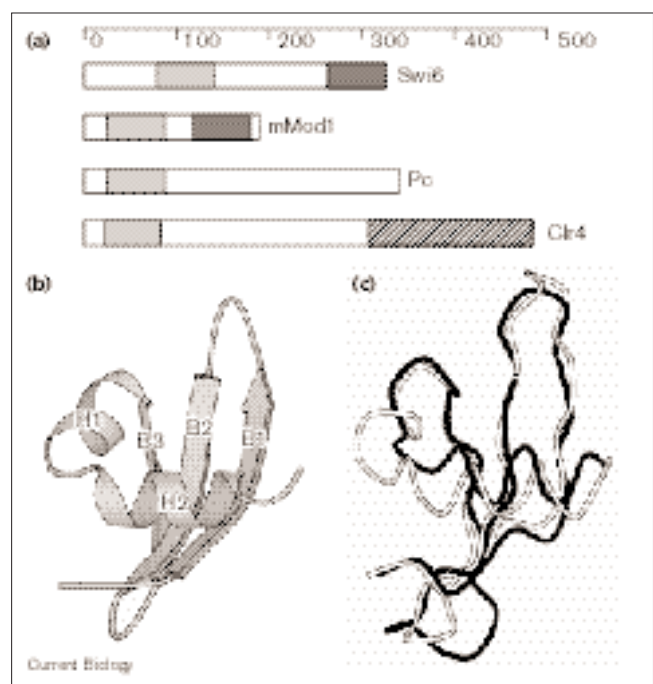 (a) 0 100 200 300 400 500
Swi6
mMod1
Pc
Clr4
(b) (c)
H1 B3 B2 B1
H2
Current Biology